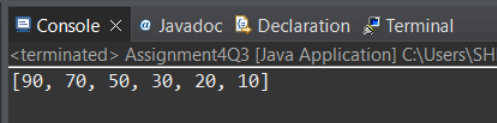 Console × @ Javadoc Declaration Terminal
<terminated> Assignment4Q3 [Java Application] C:\Users\SH
[90, 70, 50, 30, 20, 10]